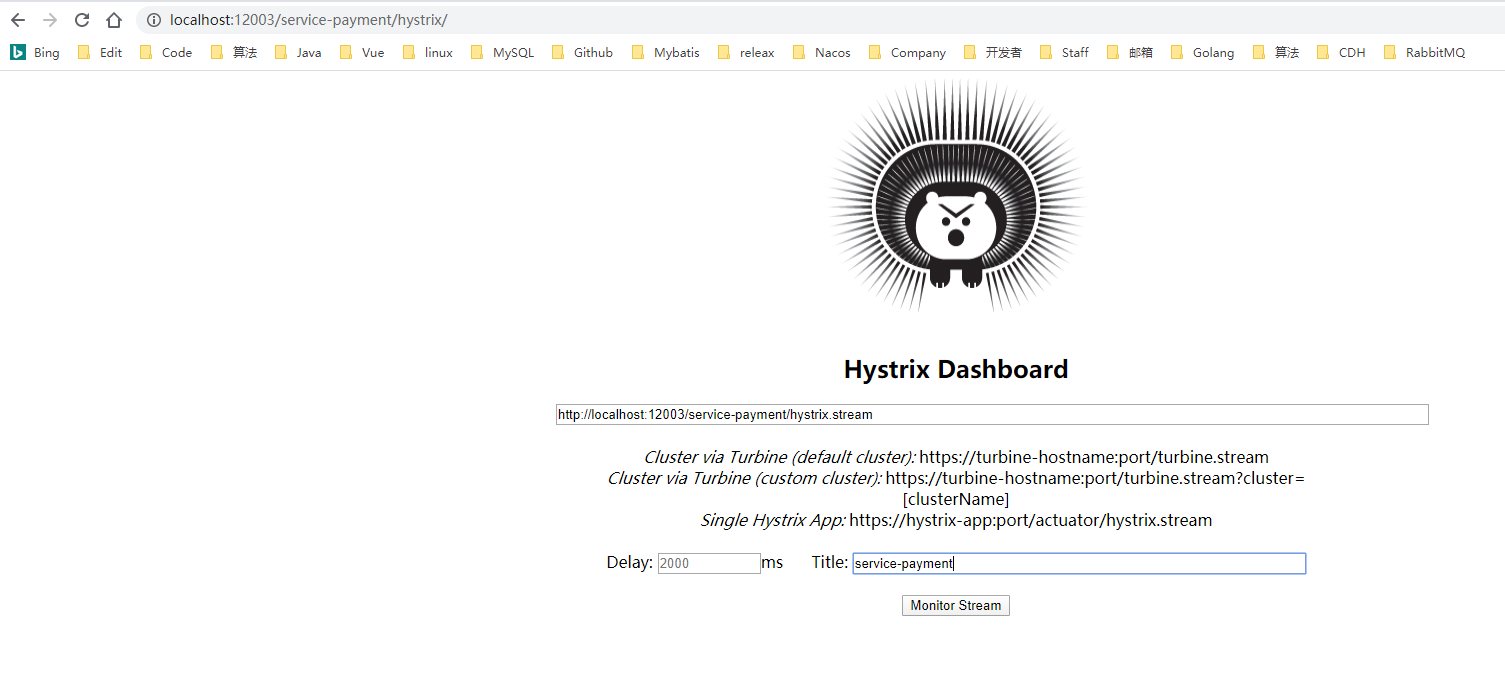 localhost:12003/service-payment/hystrix/
Bing Edit Code 算法 Java Vue linux MySQL Github Mybatis releax Nacos Company 开发者 Staff 邮箱 Golang 算法 CDH RabbitMQ
Hystrix Dashboard
http://localhost:12003/service-payment/hystrix.stream
Cluster via Turbine (default cluster): https://turbine-hostname:port/turbine.stream
Cluster via Turbine (custom cluster): https://turbine-hostname:port/turbine.stream?cluster=
[clusterName]
Single Hystrix App: https://hystrix-app:port/actuator/hystrix.stream
Delay: 2000 ms Title: service-payment
Monitor Stream